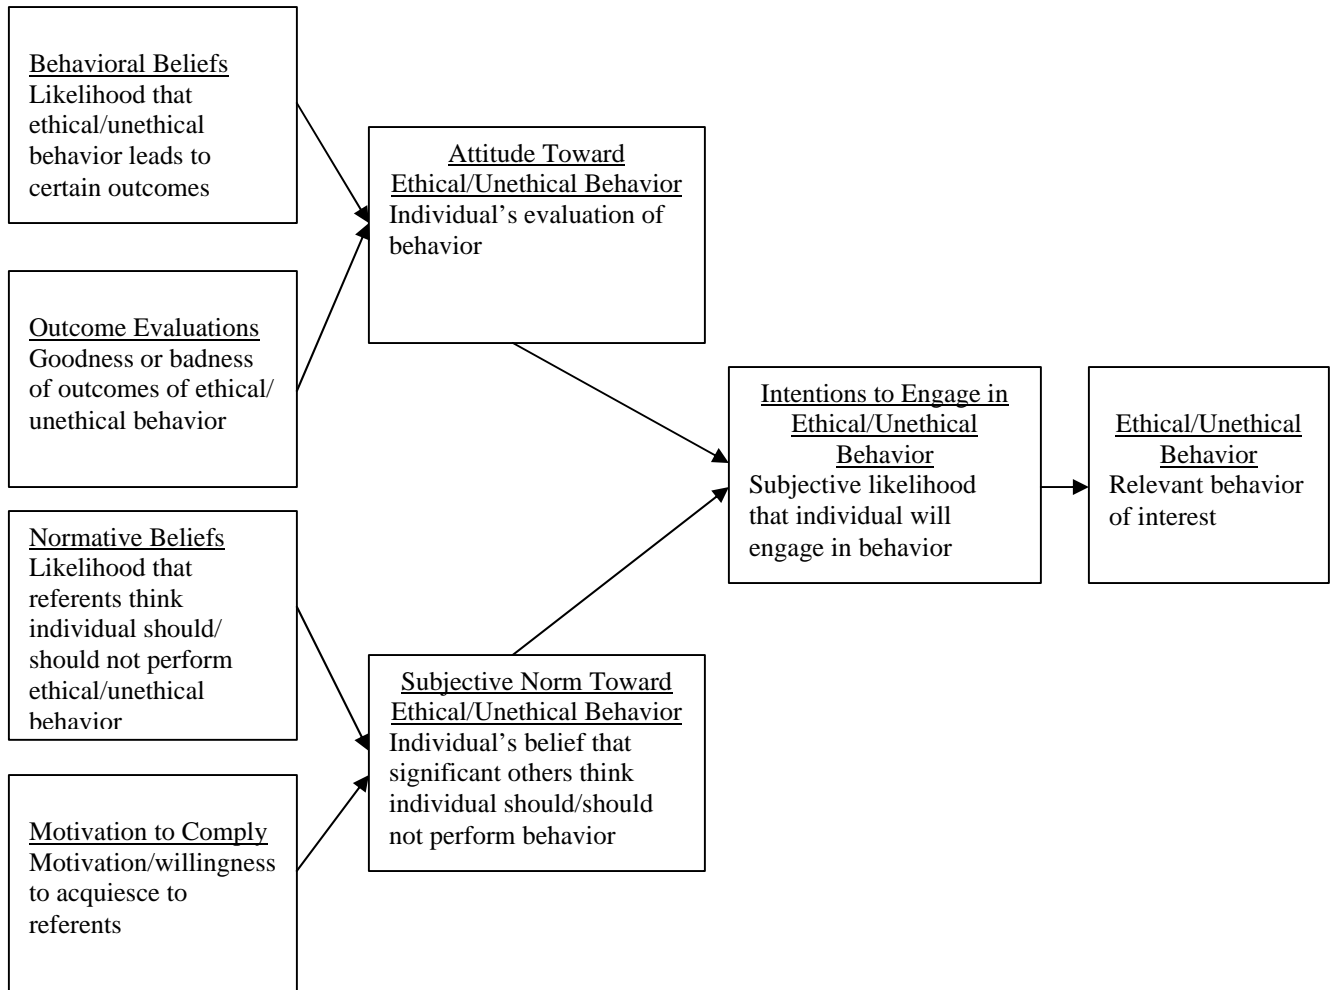 Behavioral Beliefs
Likelihood that
ethical/unethical
behavior leads to
certain outcomes
Outcome Evaluations
Goodness or badness
of outcomes of ethical/
unethical behavior
Normative Beliefs
Likelihood that
referents think
individual should/
should not perform
ethical/unethical
behavior
Motivation to Comply
Motivation/willingness
to acquiesce to
referents
Attitude Toward
Ethical/Unethical Behavior
Individual’s evaluation of
behavior
Subjective Norm Toward
Ethical/Unethical Behavior
Individual’s belief that
significant others think
individual should/should
not perform behavior
Intentions to Engage in
Ethical/Unethical
Behavior
Subjective likelihood
that individual will
engage in behavior
Ethical/Unethical
Behavior
Relevant behavior
of interest